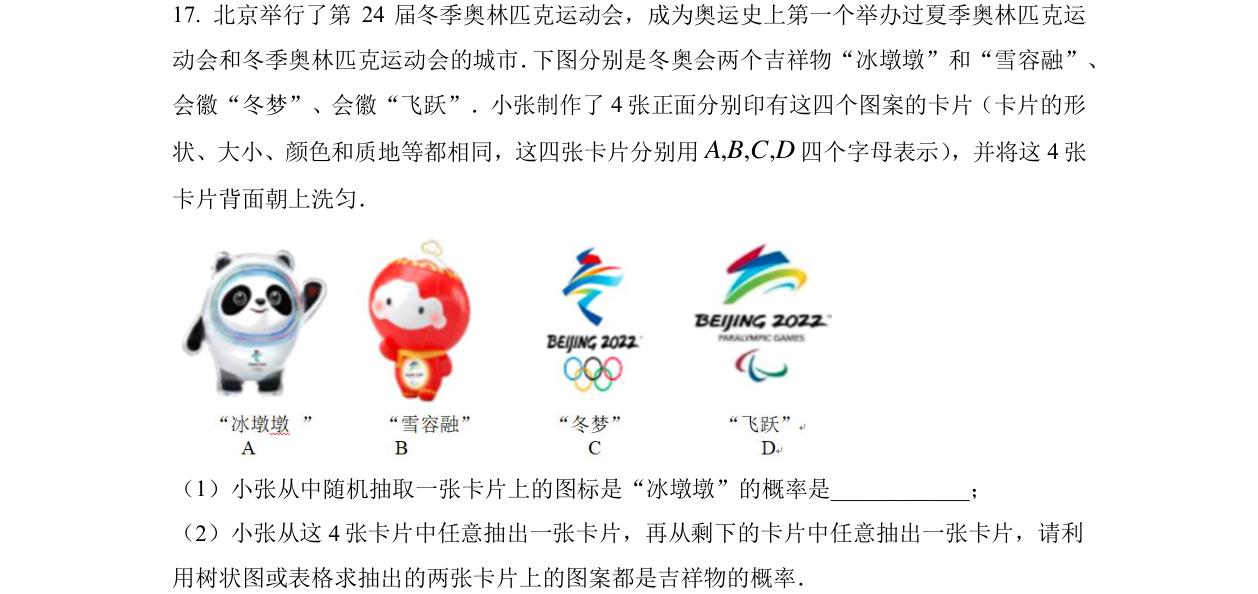 17. 北京举行了第 24 届冬季奥林匹克运动会，成为奥运史上第一个举办过夏季奥林匹克运
动会和冬季奥林匹克运动会的城市．下图分别是冬奥会两个吉祥物“冰墩墩”和“雪容融”、
会徽“冬梦”、会徽“飞跃”．小张制作了 4 张正面分别印有这四个图案的卡片（卡片的形
状、大小、颜色和质地等都相同，这四张卡片分别用 A,B,C,D 四个字母表示），并将这 4 张
卡片背面朝上洗匀．
BEIJING 2022™
BEIJING 2022™
PARALYMPIC GAMES
“冰墩墩 ” “雪容融” “冬梦” “飞跃”
A B C D
（1）小张从中随机抽取一张卡片上的图标是“冰墩墩”的概率是____________；
（2）小张从这 4 张卡片中任意抽出一张卡片，再从剩下的卡片中任意抽出一张卡片，请利
用树状图或表格求抽出的两张卡片上的图案都是吉祥物的概率．